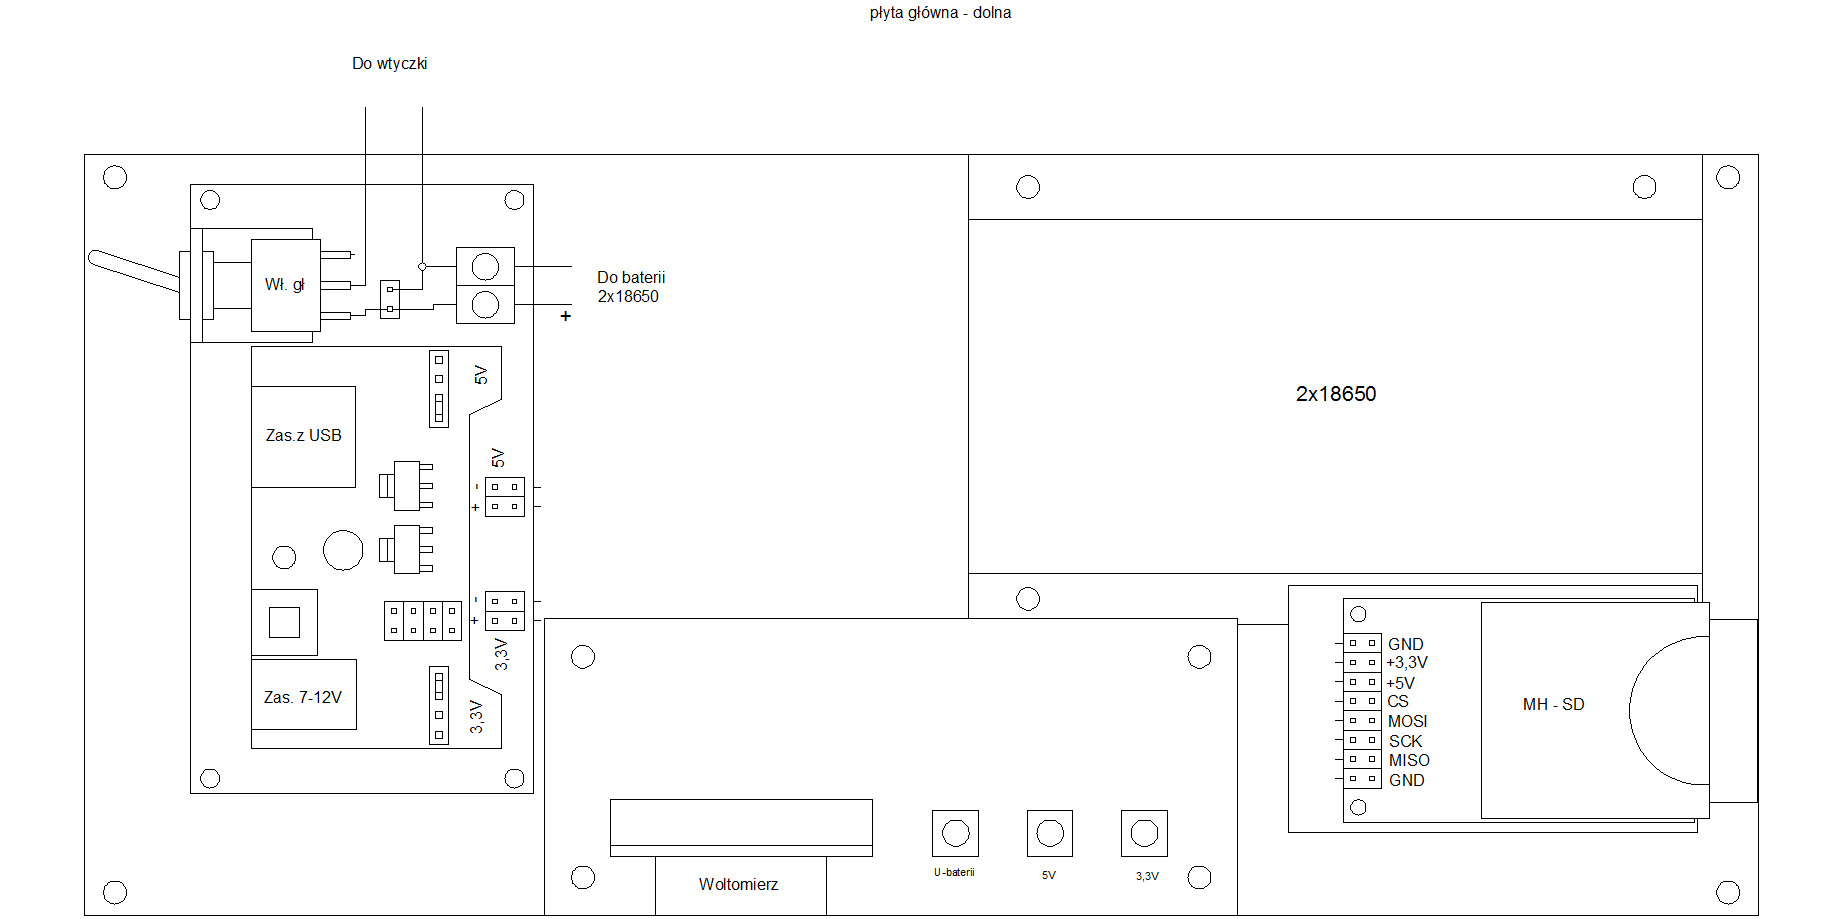 płyta główna - dolna
Do wtyczki
Wł. gł
Do baterii
2x18650
+
5V
Zas.z USB
5V
-
+
-
+
3,3V
Zas. 7-12V
3,3V
2x18650
GND
+3,3V
+5V
CS
MOSI
SCK
MISO
GND
MH - SD
Woltomierz
U-baterii
5V
3,3V